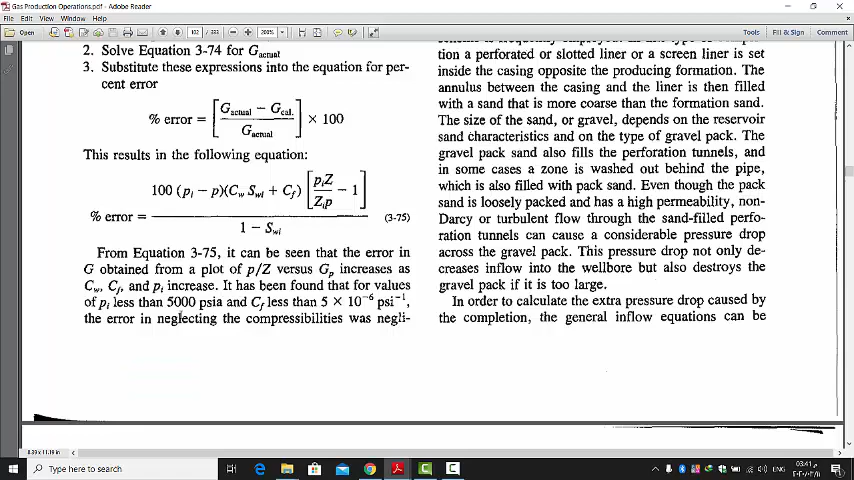 Gas Production Operations.pdf - Adobe Reader
File Edit View Window Help
Open
102 / 333
200%
Tools Fill & Sign Comment
2. Solve Equation 3-74 for Gactual
3. Substitute these expressions into the equation for per-
cent error
% error = [Gactual − Gcal. / Gactual] × 100
This results in the following equation:
% error = 100 (pi − p)(Cw Swi + Cf) [piZ / Zip − 1] / 1 − Swi (3-75)
From Equation 3-75, it can be seen that the error in
G obtained from a plot of p/Z versus Gp increases as
Cw, Cf, and pi increase. It has been found that for values
of pi less than 5000 psia and Cf less than 5 × 10⁻⁶ psi⁻¹,
the error in neglecting the compressibilities was negli-
tion a perforated or slotted liner or a screen liner is set
inside the casing opposite the producing formation. The
annulus between the casing and the liner is then filled
with a sand that is more coarse than the formation sand.
The size of the sand, or gravel, depends on the reservoir
sand characteristics and on the type of gravel pack. The
gravel pack sand also fills the perforation tunnels, and
in some cases a zone is washed out behind the pipe,
which is also filled with pack sand. Even though the pack
sand is loosely packed and has a high permeability, non-
Darcy or turbulent flow through the sand-filled perfo-
ration tunnels can cause a considerable pressure drop
across the gravel pack. This pressure drop not only de-
creases inflow into the wellbore but also destroys the
gravel pack if it is too large.
In order to calculate the extra pressure drop caused by
the completion, the general inflow equations can be
8.39 x 11.18 in
Type here to search
ENG
03:41 م